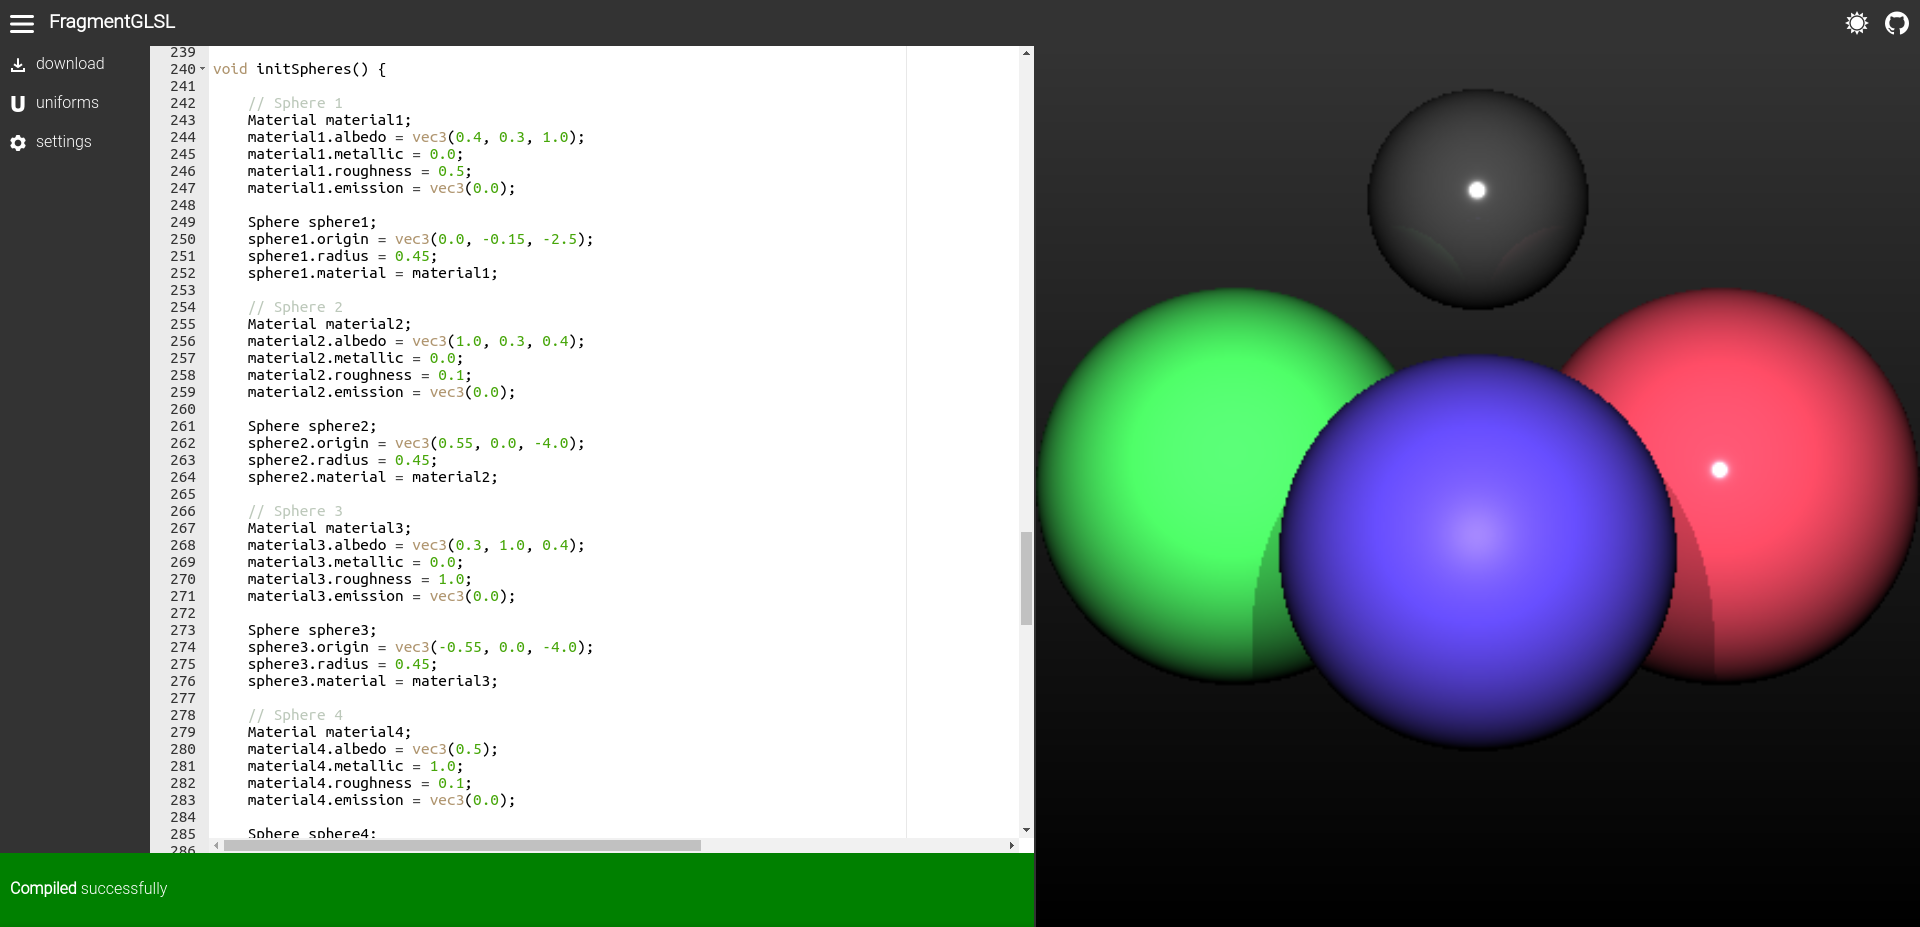 FragmentGLSL
download
uniforms
settings
239
240 void initSpheres() {
241
242 // Sphere 1
243 Material material1;
244 material1.albedo = vec3(0.4, 0.3, 1.0);
245 material1.metallic = 0.0;
246 material1.roughness = 0.5;
247 material1.emission = vec3(0.0);
248
249 Sphere sphere1;
250 sphere1.origin = vec3(0.0, -0.15, -2.5);
251 sphere1.radius = 0.45;
252 sphere1.material = material1;
253
254 // Sphere 2
255 Material material2;
256 material2.albedo = vec3(1.0, 0.3, 0.4);
257 material2.metallic = 0.0;
258 material2.roughness = 0.1;
259 material2.emission = vec3(0.0);
260
261 Sphere sphere2;
262 sphere2.origin = vec3(0.55, 0.0, -4.0);
263 sphere2.radius = 0.45;
264 sphere2.material = material2;
265
266 // Sphere 3
267 Material material3;
268 material3.albedo = vec3(0.3, 1.0, 0.4);
269 material3.metallic = 0.0;
270 material3.roughness = 1.0;
271 material3.emission = vec3(0.0);
272
273 Sphere sphere3;
274 sphere3.origin = vec3(-0.55, 0.0, -4.0);
275 sphere3.radius = 0.45;
276 sphere3.material = material3;
277
278 // Sphere 4
279 Material material4;
280 material4.albedo = vec3(0.5);
281 material4.metallic = 1.0;
282 material4.roughness = 0.1;
283 material4.emission = vec3(0.0);
284
285 Sphere sphere4;
286
Compiled successfully